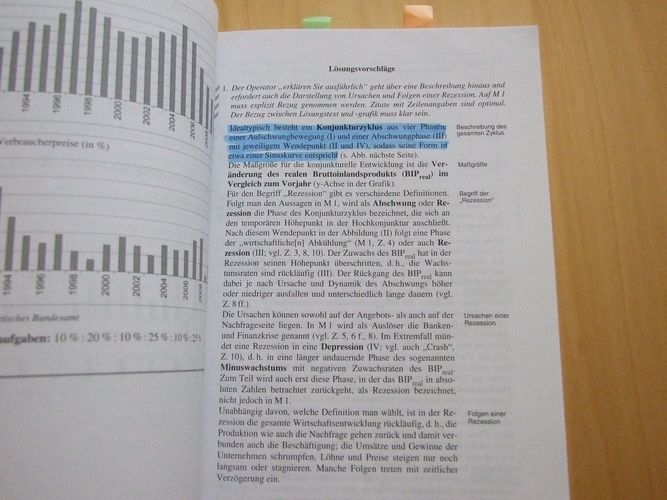 1994
1996
1998
2000
2002
2004
2006
2008
Verbraucherpreise (in %)
1994
1996
1998
2000
2002
2004
2006
2008
Bundesamt
aufgaben: 10 % : 20 % : 10 % : 25 % : 10 % : 25 %
Lösungsvorschläge
1. Der Operator „erklären Sie ausführlich“ geht über eine Beschreibung hinaus und
erfordert auch die Darstellung von Ursachen und Folgen einer Rezession. Auf M 1
muss explizit Bezug genommen werden. Zitate mit Zeilenangaben sind optimal.
Der Bezug zwischen Lösungstext und -grafik muss klar sein.
Idealtypisch besteht ein Konjunkturzyklus aus vier Phasen:
einer Aufschwungbewegung (I) und einer Abschwungphase (III)
mit jeweiligem Wendepunkt (II und IV), sodass seine Form in
etwa einer Sinuskurve entspricht (s. Abb. nächste Seite).
Beschreibung des
gesamten Zyklus
Die Maßgröße für die konjunkturelle Entwicklung ist die Ver-
änderung des realen Bruttoinlandsprodukts (BIPreal) im
Vergleich zum Vorjahr (y-Achse in der Grafik).
Maßgröße
Für den Begriff „Rezession“ gibt es verschiedene Definitionen.
Folgt man den Aussagen in M 1, wird als Abschwung oder Re-
zession die Phase des Konjunkturzyklus bezeichnet, die sich an
den temporären Höhepunkt in der Hochkonjunktur anschließt.
Nach diesem Wendepunkt in der Abbildung (II) folgt eine Phase
der „wirtschaftliche[n] Abkühlung“ (M 1, Z. 4) oder auch Re-
zession (III; vgl. Z. 3, 8, 10). Der Zuwachs des BIPreal hat in der
Rezession seinen Höhepunkt überschritten, d. h., die Wachs-
tumsraten sind rückläufig (III). Der Rückgang des BIPreal kann
dabei je nach Ursache und Dynamik des Abschwungs höher
oder niedriger ausfallen und unterschiedlich lange dauern (vgl.
Z. 8 ff.).
Begriff der
„Rezession“
Die Ursachen können sowohl auf der Angebots- als auch auf der
Nachfrageseite liegen. In M 1 wird als Auslöser die Banken-
und Finanzkrise genannt (vgl. Z. 5, 6 f., 8). Im Extremfall mün-
det eine Rezession in eine Depression (IV; vgl. auch „Crash“,
Z. 10), d. h. in eine länger andauernde Phase des sogenannten
Minuswachstums mit negativen Zuwachsraten des BIPreal.
Zum Teil wird auch erst diese Phase, in der das BIPreal in abso-
luten Zahlen betrachtet zurückgeht, als Rezession bezeichnet,
nicht jedoch in M 1.
Ursachen einer
Rezession
Unabhängig davon, welche Definition man wählt, ist in der Re-
zession die gesamte Wirtschaftsentwicklung rückläufig, d. h., die
Produktion wie auch die Nachfrage gehen zurück und damit ver-
bunden auch die Beschäftigung; die Umsätze und Gewinne der
Unternehmen schrumpfen, Löhne und Preise steigen nur noch
langsam oder stagnieren. Manche Folgen treten mit zeitlicher
Verzögerung ein.
Folgen einer
Rezession